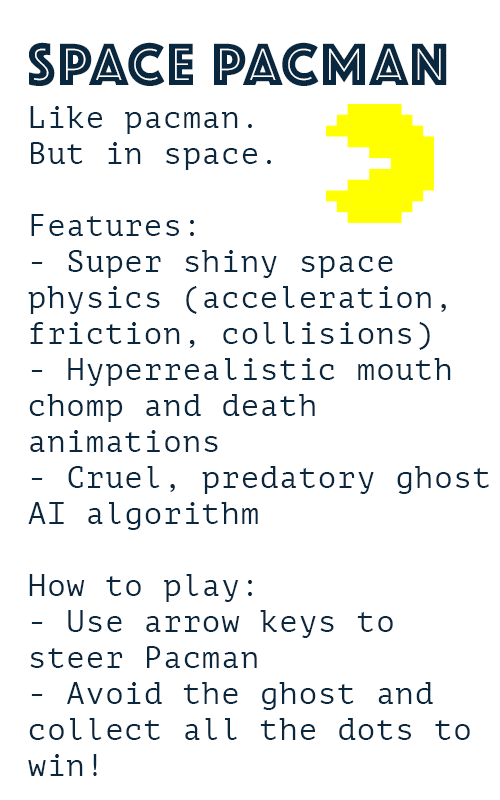 SPACE PACMAN
Like pacman.
But in space.
Features:
- Super shiny space
physics (acceleration,
friction, collisions)
- Hyperrealistic mouth
chomp and death
animations
- Cruel, predatory ghost
AI algorithm
How to play:
- Use arrow keys to
steer Pacman
- Avoid the ghost and
collect all the dots to
win!